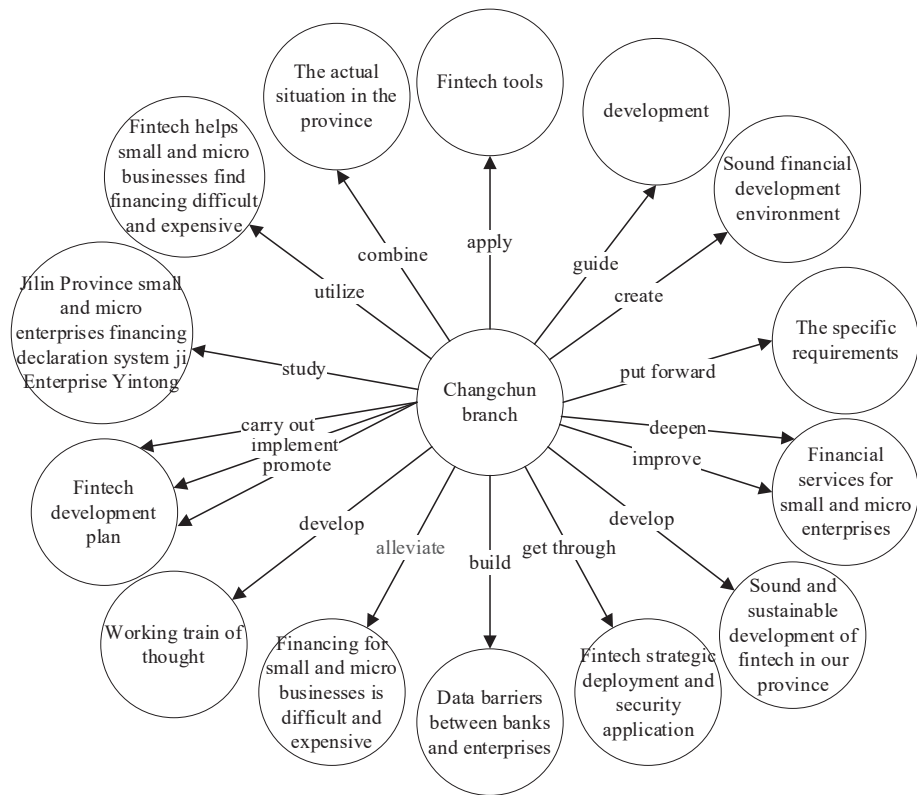 The actual
situation in the
province
Fintech tools
development
Fintech helps
small and micro
businesses find
financing difficult
and expensive
Sound financial
development
environment
combine
apply
guide
utilize
create
Jilin Province small
and micro
enterprises financing
declaration system ji
Enterprise Yintong
The specific
requirements
study
put forward
Changchun
branch
carry out
implement
promote
deepen
improve
Fintech
development
plan
Financial
services for
small and micro
enterprises
develop
alleviate
build
get through
develop
Working train of
thought
Financing for
small and micro
businesses is
difficult and
expensive
Data barriers
between banks
and enterprises
Fintech strategic
deployment and
security
application
Sound and
sustainable
development of
fintech in our
province